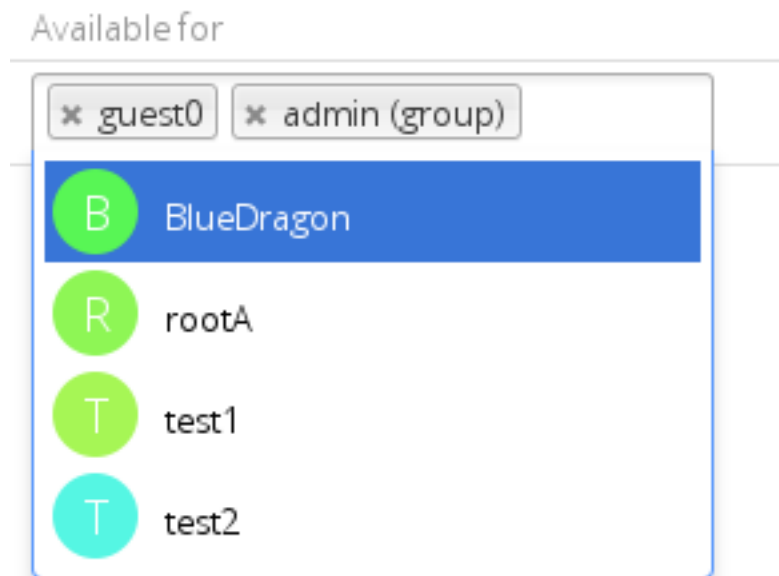 Available for
× guest0 × admin (group)
B BlueDragon
R rootA
T test1
T test2